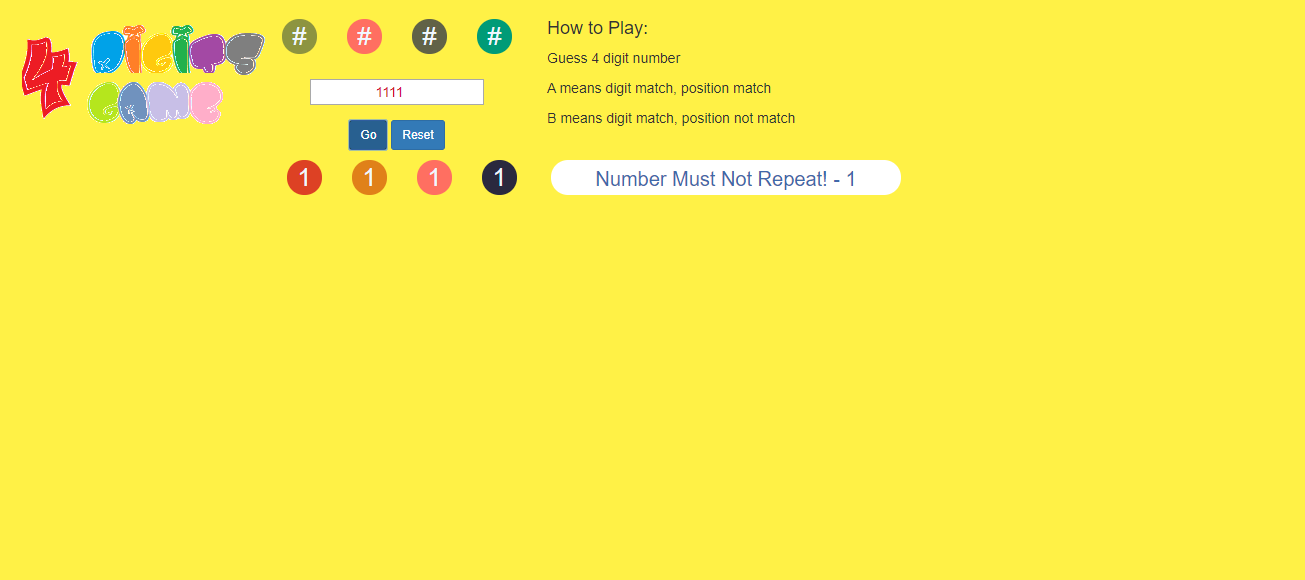 4 Digits
Game
# # # #
1111
Go Reset
How to Play:
Guess 4 digit number
A means digit match, position match
B means digit match, position not match
1 1 1 1 Number Must Not Repeat! - 1